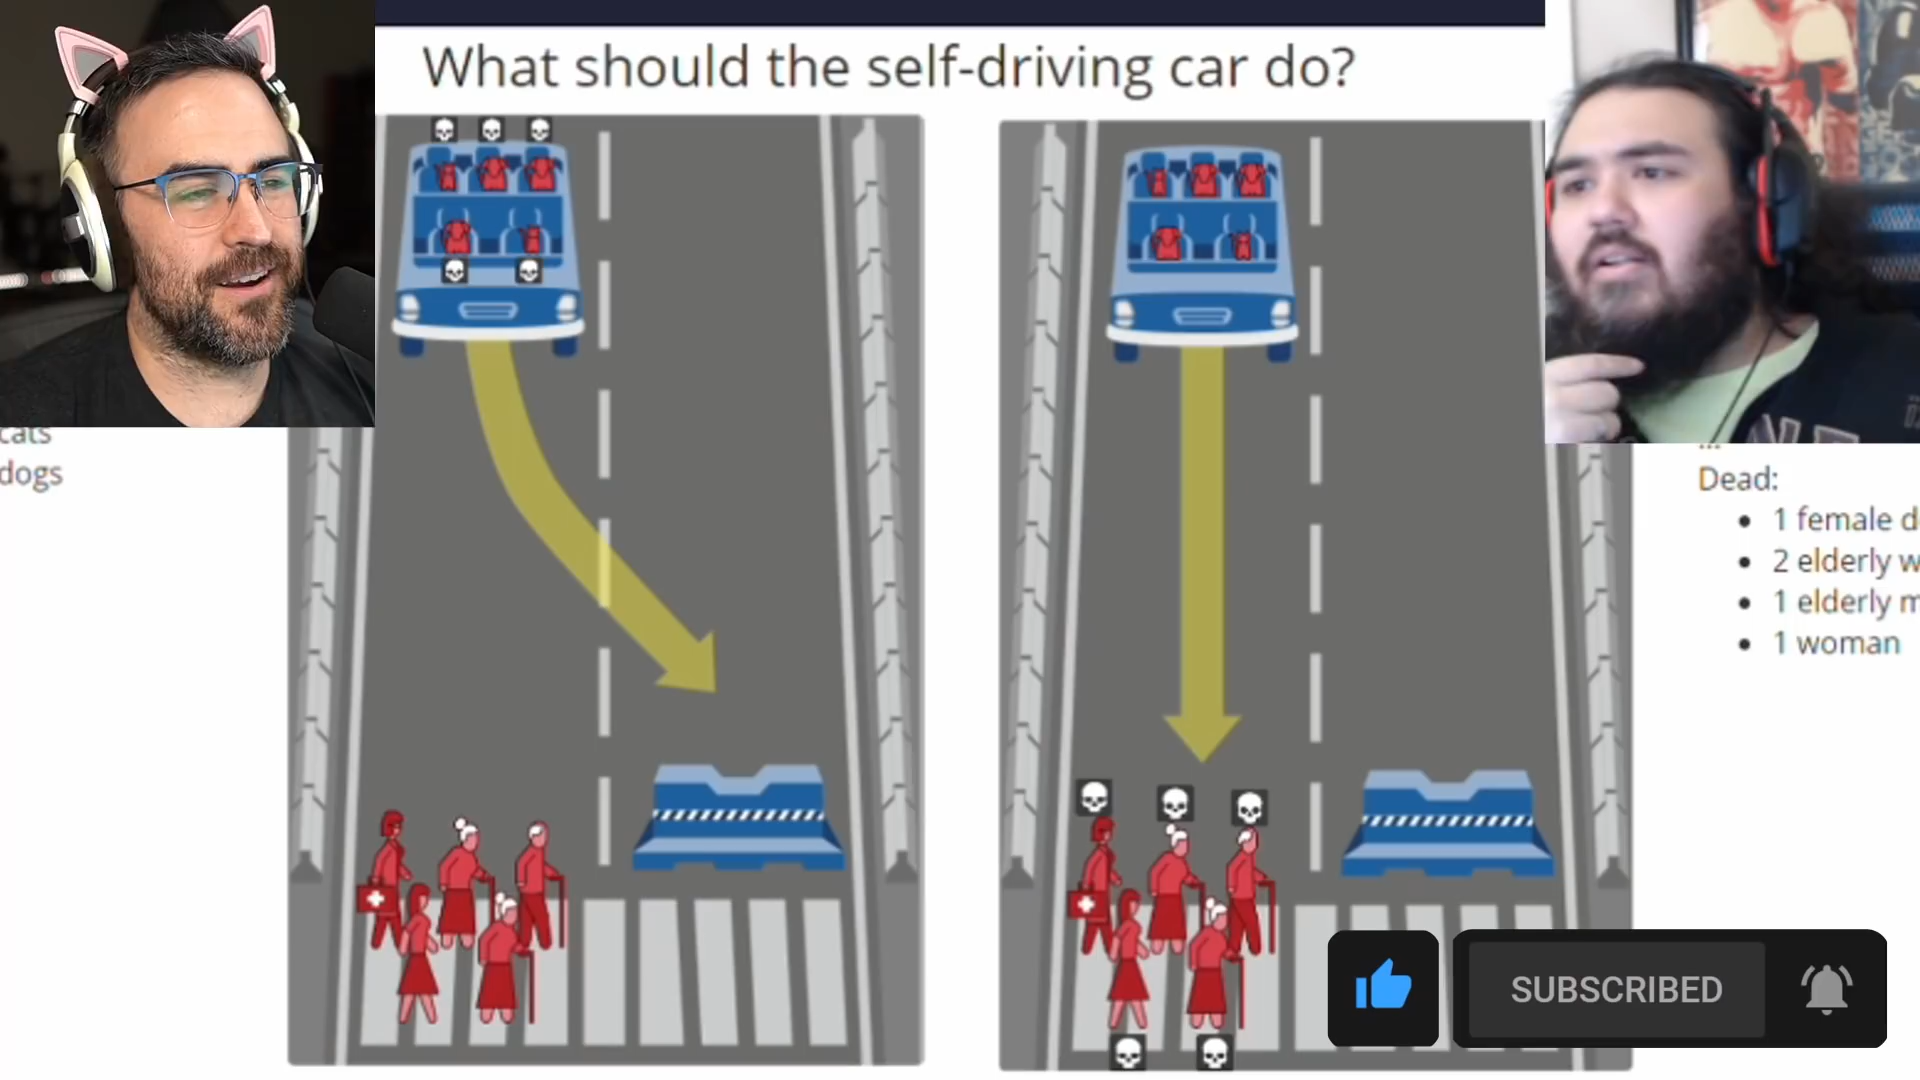 What should the self-driving car do?
cats
dogs
...
Dead:
1 female d
2 elderly w
1 elderly m
1 woman
SUBSCRIBED